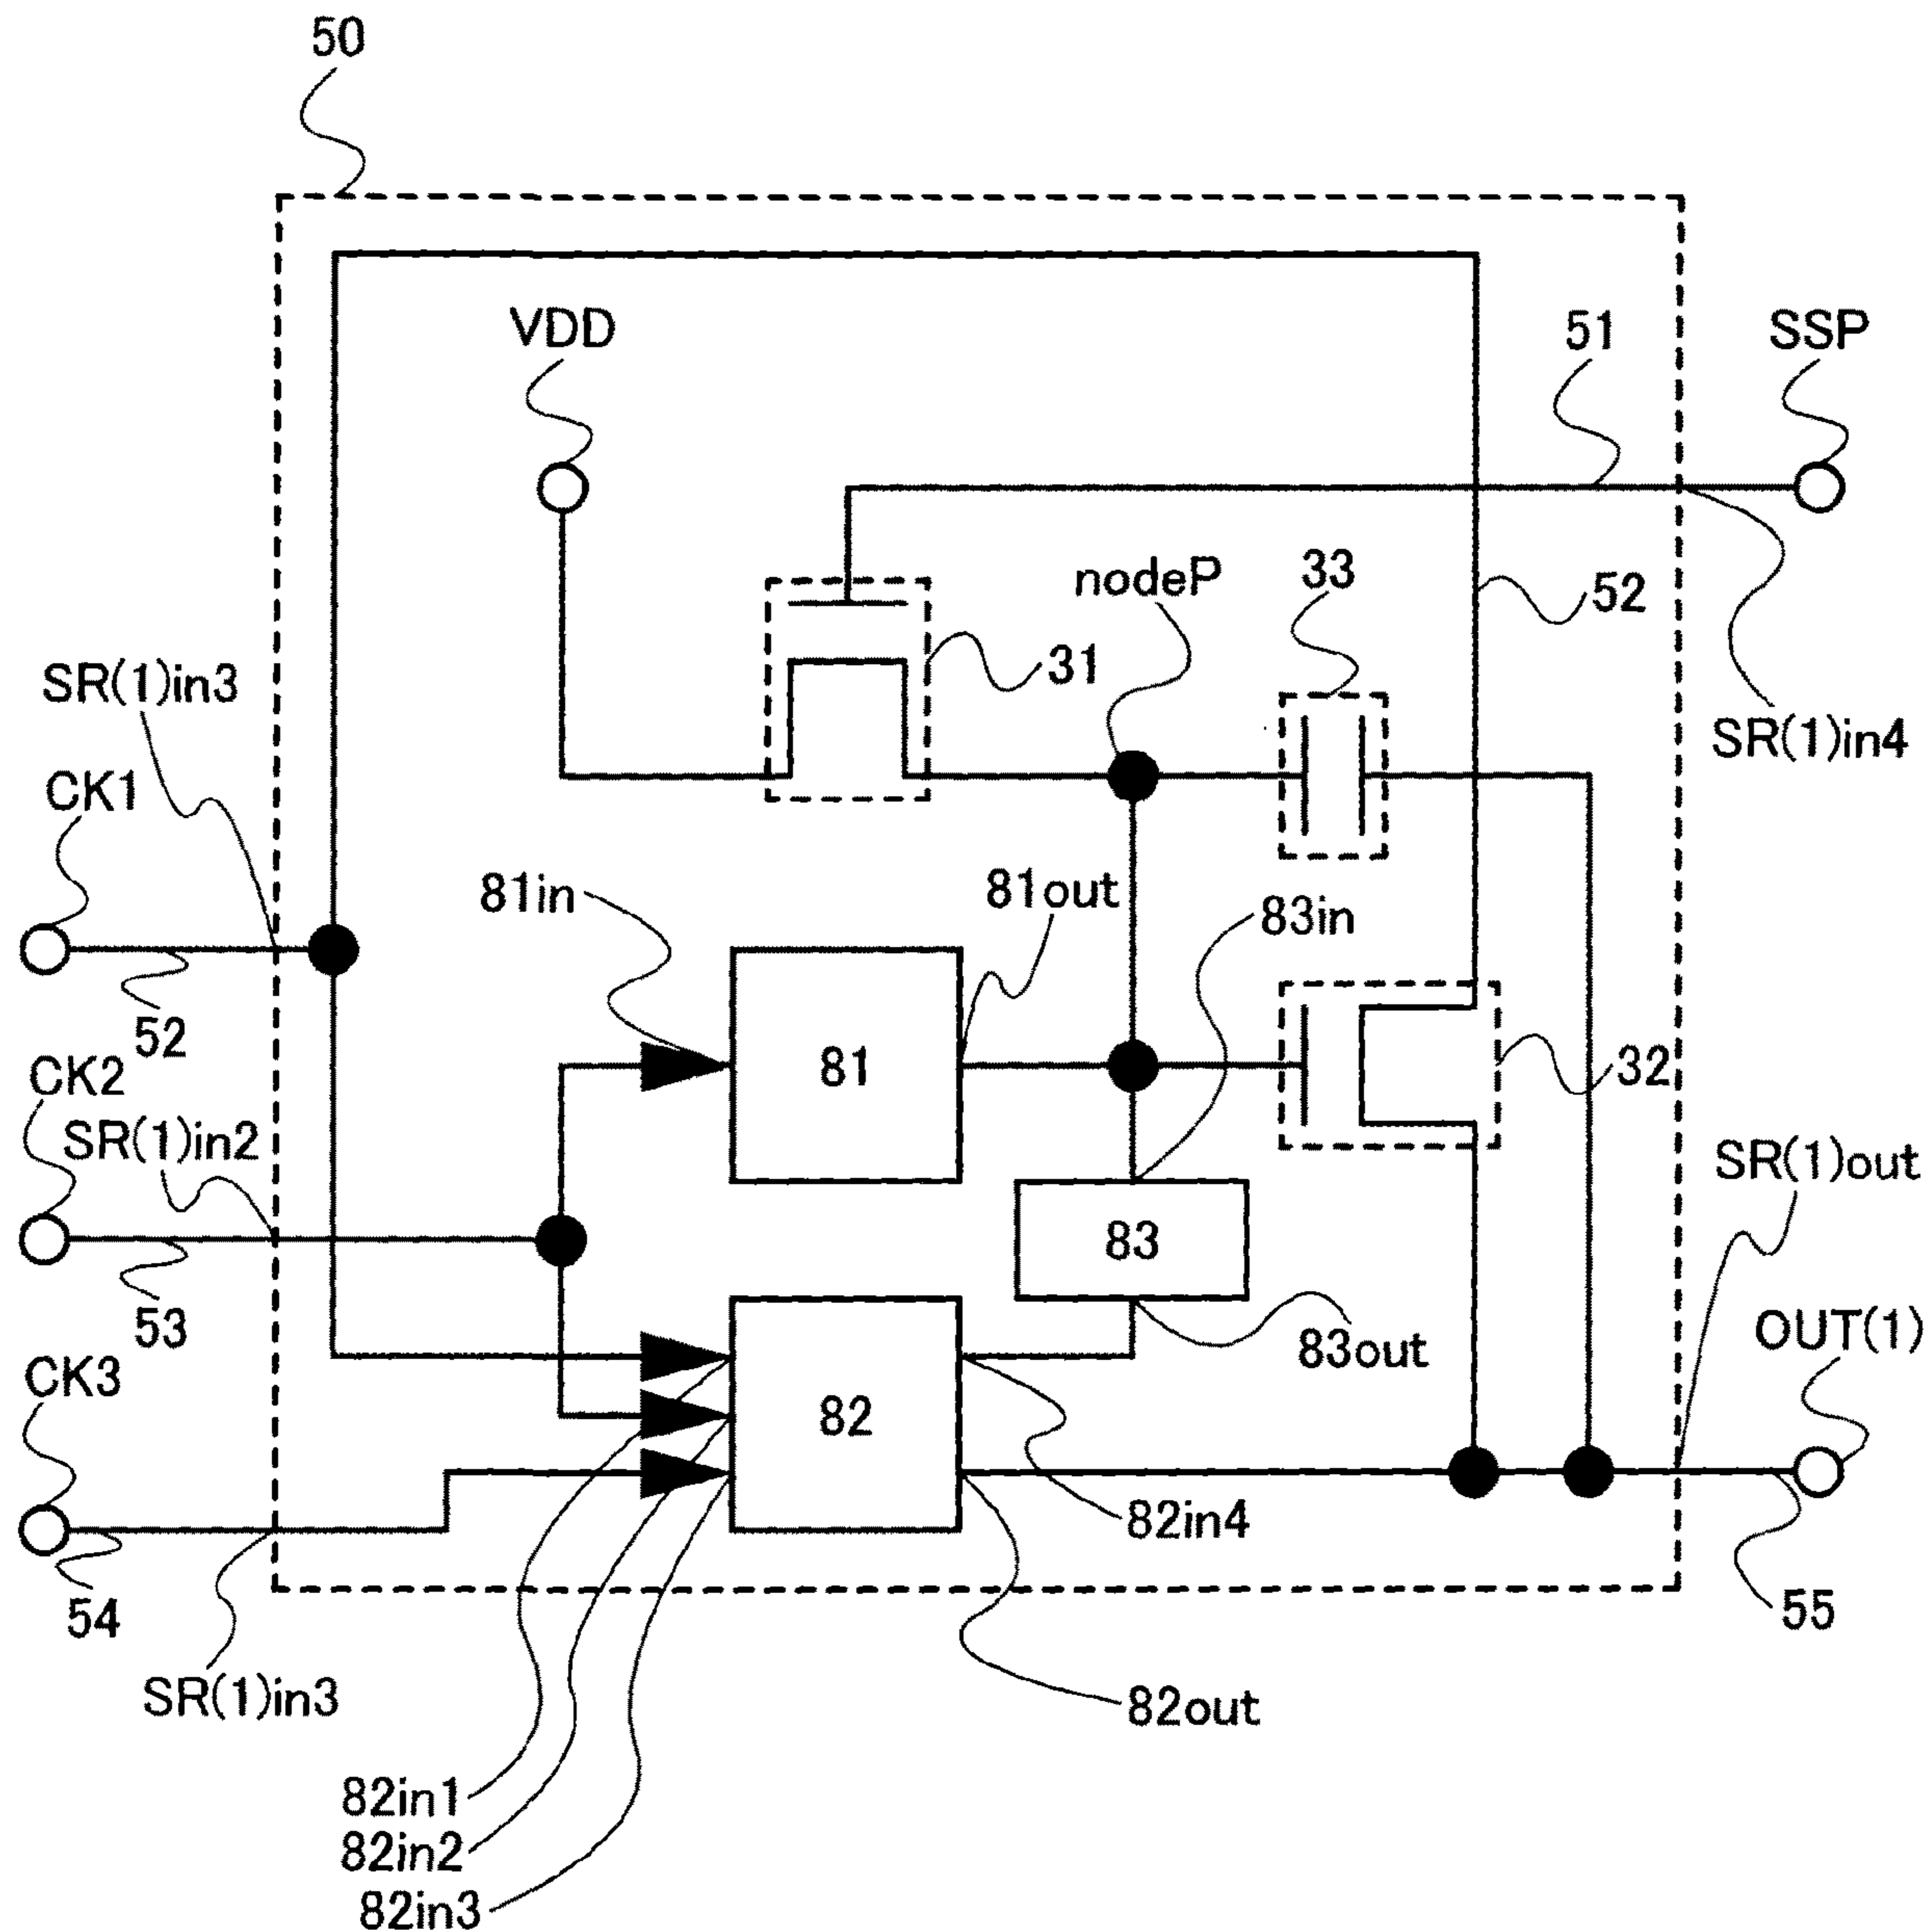 50
VDD
51
SSP
nodeP
33
52
31
SR(1)in3
SR(1)in4
CK1
81in
81out
83in
52
81
32
CK2
SR(1)in2
SR(1)out
83
53
83out
OUT(1)
CK3
82
82in4
54
55
SR(1)in3
82out
82in1
82in2
82in3